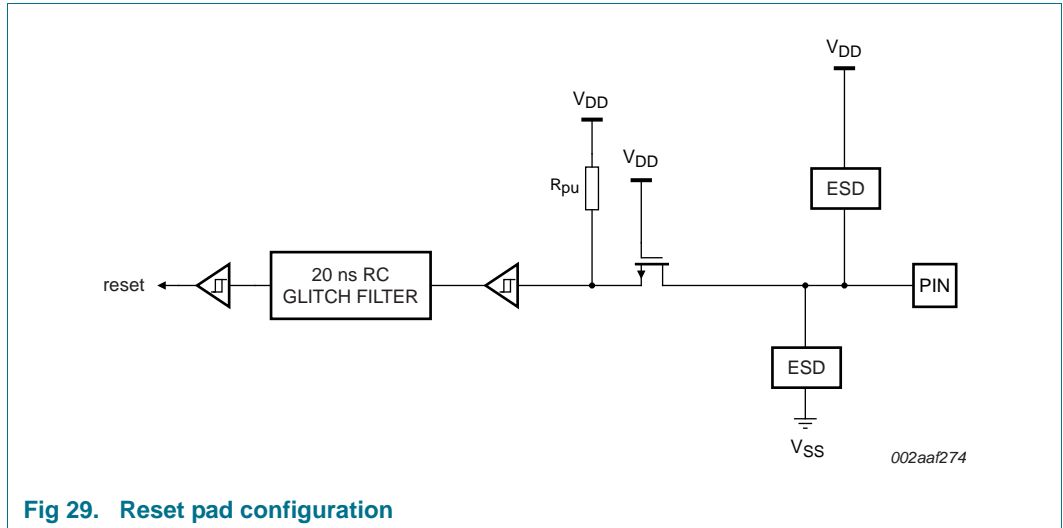 VDD
VDD
VDD
Rpu
ESD
reset
20 ns RC
GLITCH FILTER
PIN
ESD
VSS
002aaf274
Fig 29. Reset pad configuration